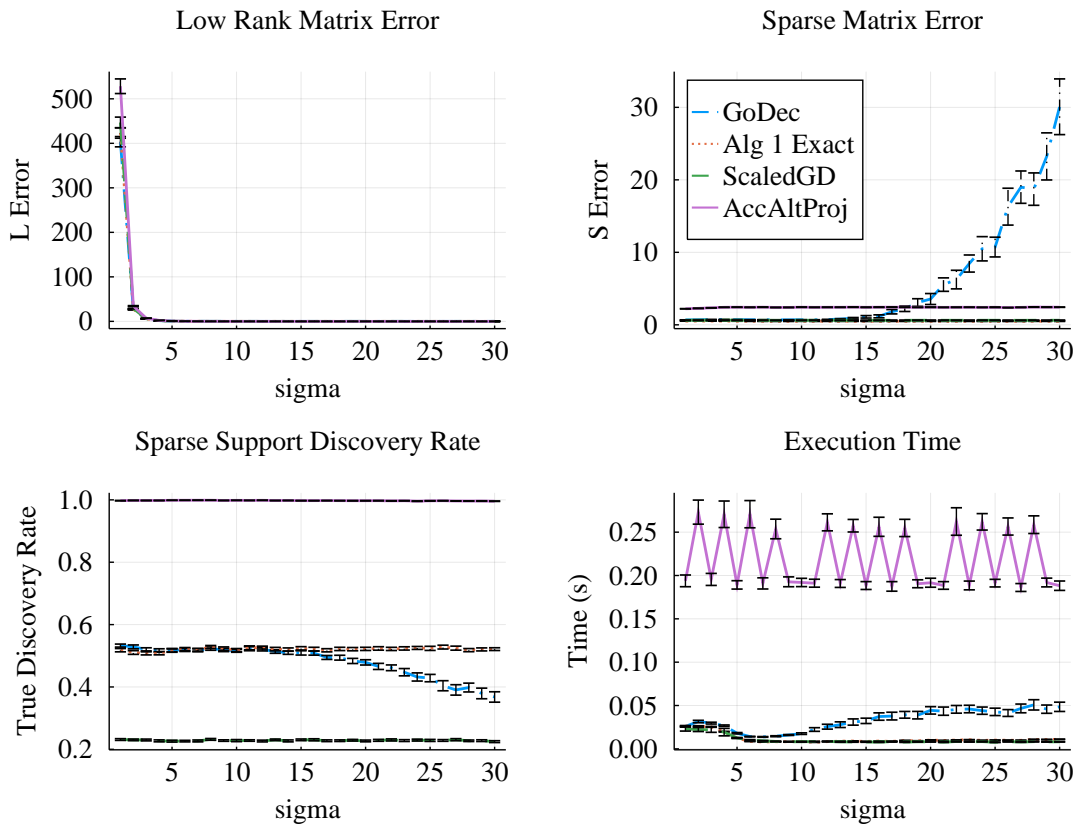 Low Rank Matrix Error
L Error
500
400
300
200
100
0
5 10 15 20 25 30
sigma
Sparse Matrix Error
S Error
30
20
10
0
GoDec
Alg 1 Exact
ScaledGD
AccAltProj
5 10 15 20 25 30
sigma
Sparse Support Discovery Rate
True Discovery Rate
1.0
0.8
0.6
0.4
0.2
5 10 15 20 25 30
sigma
Execution Time
Time (s)
0.25
0.20
0.15
0.10
0.05
0.00
5 10 15 20 25 30
sigma